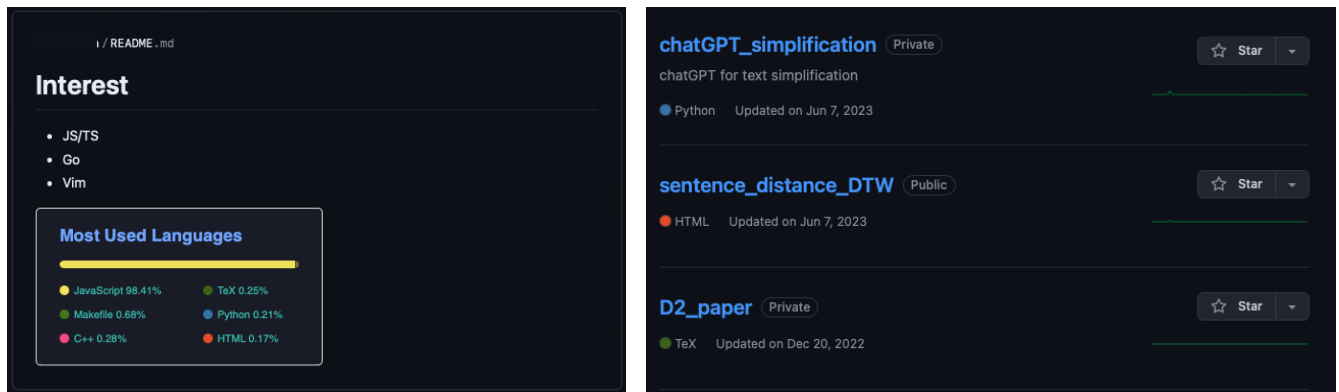 / README.md
Interest
JS/TS
Go
Vim
Most Used Languages
JavaScript 98.41% TeX 0.25%
Makefile 0.68% Python 0.21%
C++ 0.28% HTML 0.17%
chatGPT_simplification Private Star
chatGPT for text simplification
Python Updated on Jun 7, 2023
sentence_distance_DTW Public Star
HTML Updated on Jun 7, 2023
D2_paper Private Star
TeX Updated on Dec 20, 2022